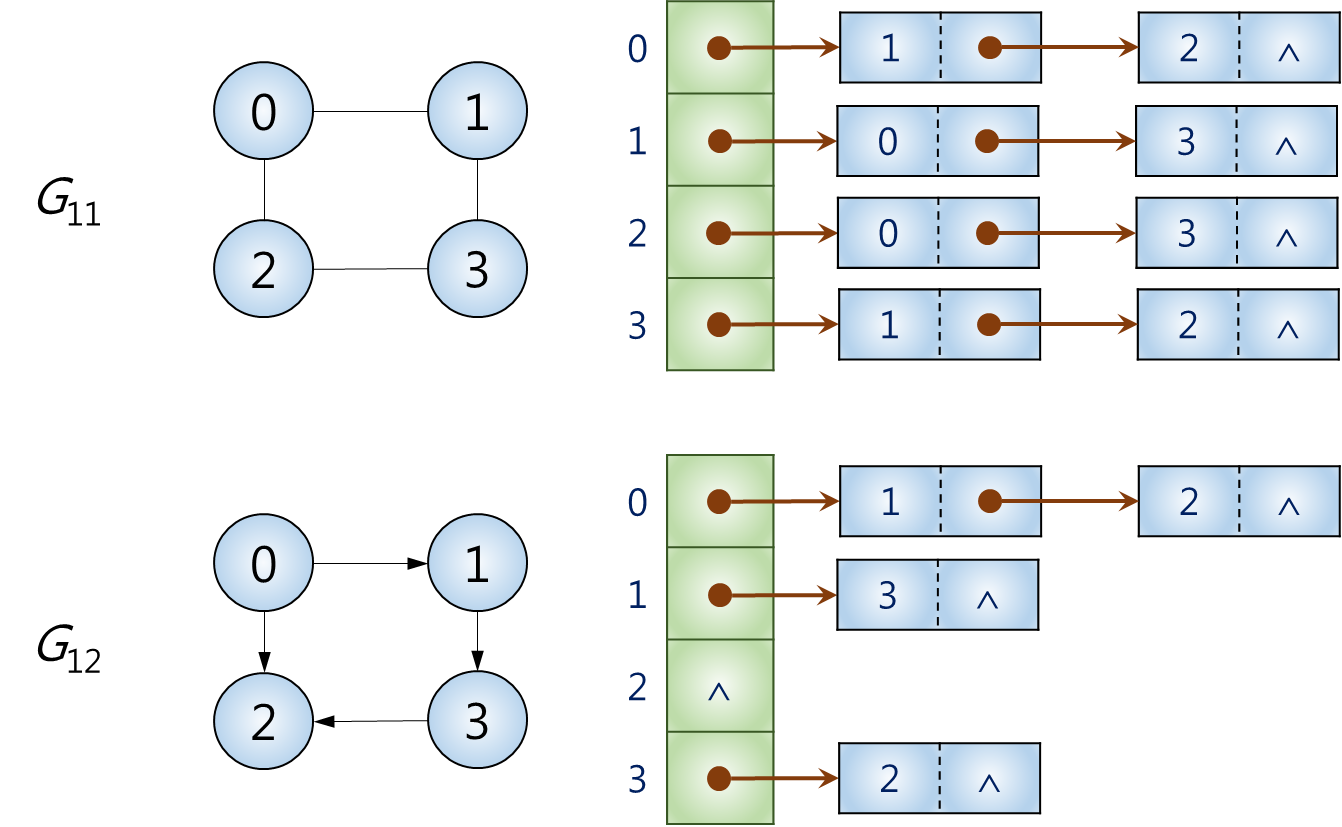 0 1
G11
2 3
0 1 2 ^
1 0 3 ^
2 0 3 ^
3 1 2 ^
0 1
G12
2 3
0 1 2 ^
1 3 ^
2 ^
3 2 ^